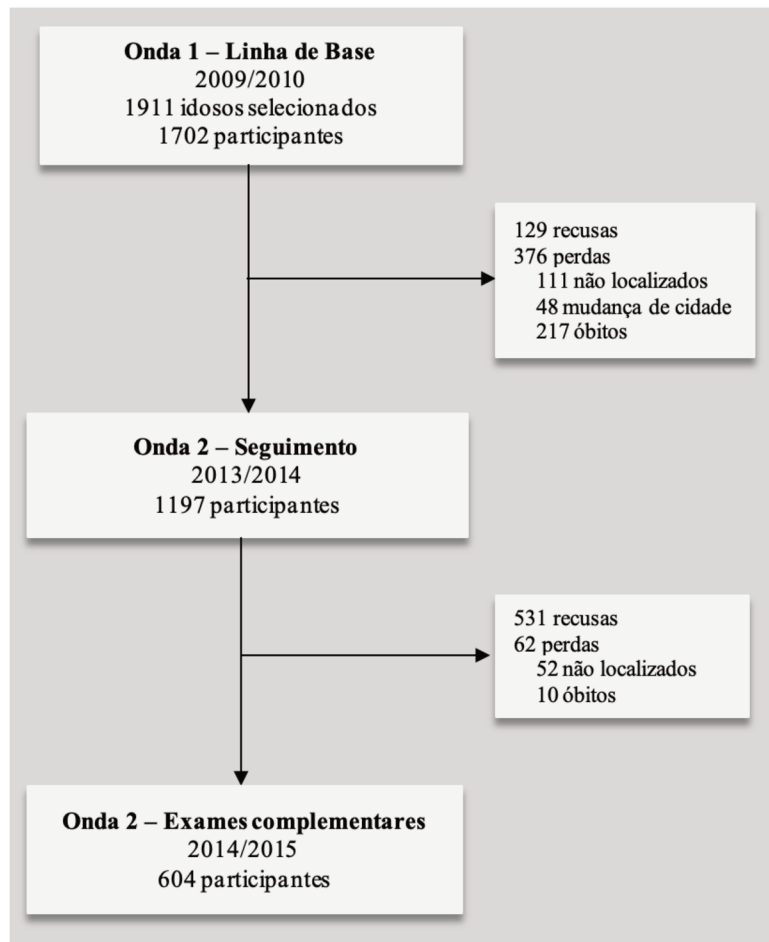 Onda 1 – Linha de Base
2009/2010
1911 idosos selecionados
1702 participantes
129 recusas
376 perdas
111 não localizados
48 mudança de cidade
217 óbitos
Onda 2 – Seguimento
2013/2014
1197 participantes
531 recusas
62 perdas
52 não localizados
10 óbitos
Onda 2 – Exames complementares
2014/2015
604 participantes